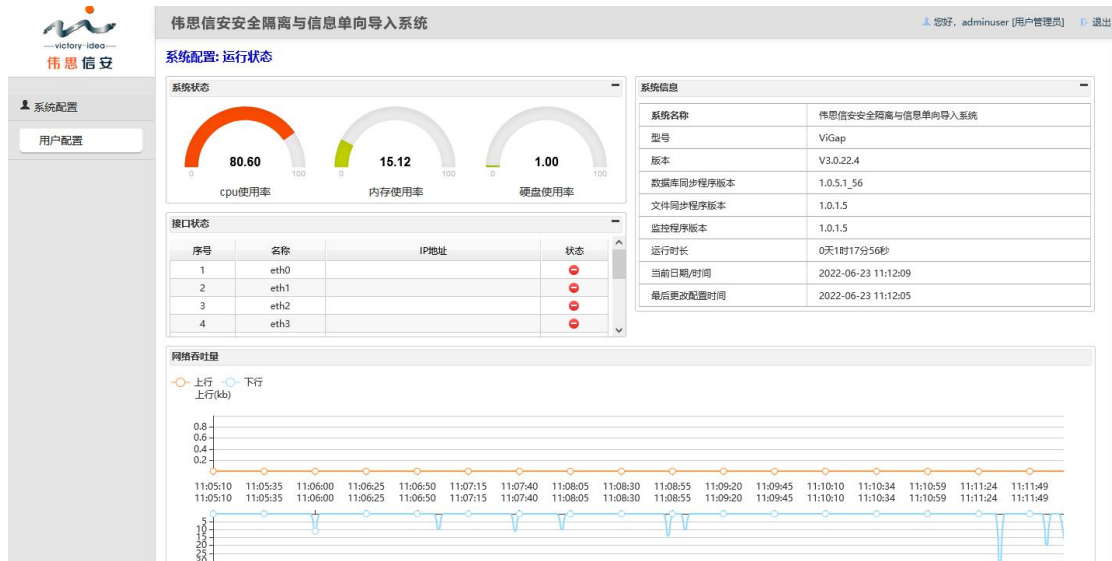 victory-idea
伟思信安
伟思信安安全隔离与信息单向导入系统
您好，adminuser [用户管理员] 退出
系统配置
用户配置
系统配置: 运行状态
系统状态
80.60
0 100
cpu使用率
15.12
0 100
内存使用率
1.00
0 100
硬盘使用率
接口状态
序号 名称 IP地址 状态
1 eth0
2 eth1
3 eth2
4 eth3
系统信息
系统名称 伟思信安安全隔离与信息单向导入系统
型号 ViGap
版本 V3.0.22.4
数据库同步程序版本 1.0.5.1_56
文件同步程序版本 1.0.1.5
监控程序版本 1.0.1.5
运行时长 0天1时17分56秒
当前日期/时间 2022-06-23 11:12:09
最后更改配置时间 2022-06-23 11:12:05
网络吞吐量
上行 下行
上行(kb)
0.8
0.6
0.4
0.2
11:05:10 11:05:35 11:06:00 11:06:25 11:06:50 11:07:15 11:07:40 11:08:05 11:08:30 11:08:55 11:09:20 11:09:45 11:10:10 11:10:34 11:10:59 11:11:24 11:11:49
11:05:10 11:05:35 11:06:00 11:06:25 11:06:50 11:07:15 11:07:40 11:08:05 11:08:30 11:08:55 11:09:20 11:09:45 11:10:10 11:10:34 11:10:59 11:11:24 11:11:49
5
10
15
20
25
30